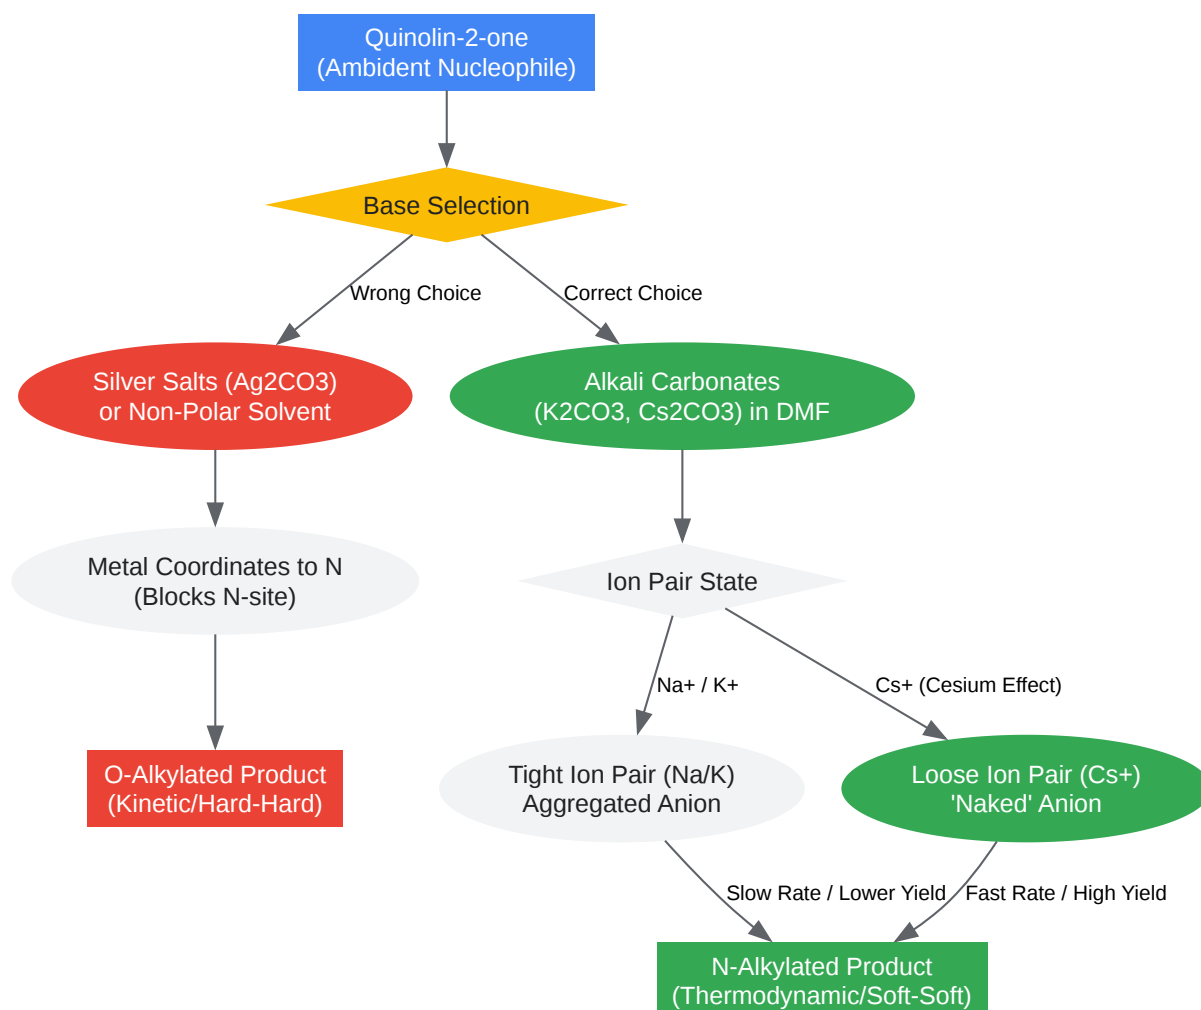 Quinolin-2-one
(Ambident Nucleophile)
Base Selection
Wrong Choice
Correct Choice
Silver Salts (Ag2CO3)
or Non-Polar Solvent
Alkali Carbonates
(K2CO3, Cs2CO3) in DMF
Metal Coordinates to N
(Blocks N-site)
Ion Pair State
Na+ / K+
Cs+ (Cesium Effect)
O-Alkylated Product
(Kinetic/Hard-Hard)
Tight Ion Pair (Na/K)
Aggregated Anion
Loose Ion Pair (Cs+)
'Naked' Anion
Slow Rate / Lower Yield
Fast Rate / High Yield
N-Alkylated Product
(Thermodynamic/Soft-Soft)